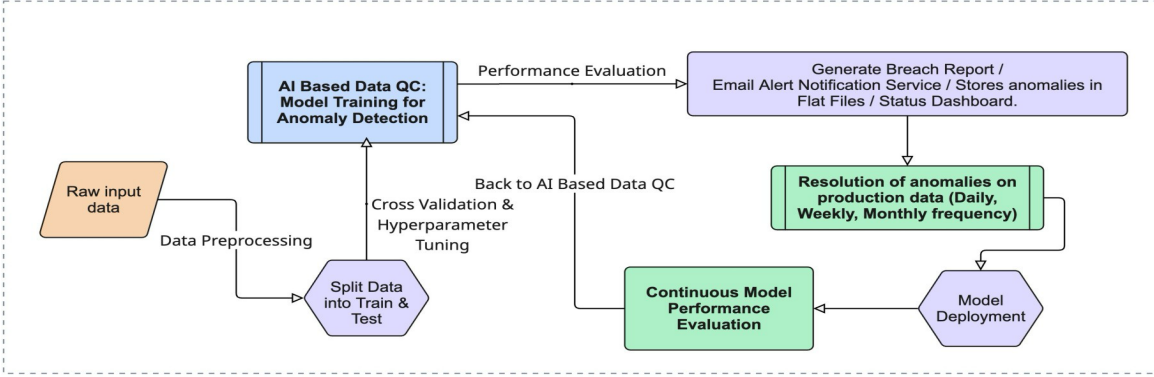 Raw input
data
Data Preprocessing
Split Data
into Train &
Test
Cross Validation &
Hyperparameter
Tuning
AI Based Data QC:
Model Training for
Anomaly Detection
Performance Evaluation
Generate Breach Report /
Email Alert Notification Service / Stores anomalies in
Flat Files / Status Dashboard.
Resolution of anomalies on
production data (Daily,
Weekly, Monthly frequency)
Model
Deployment
Continuous Model
Performance
Evaluation
Back to AI Based Data QC